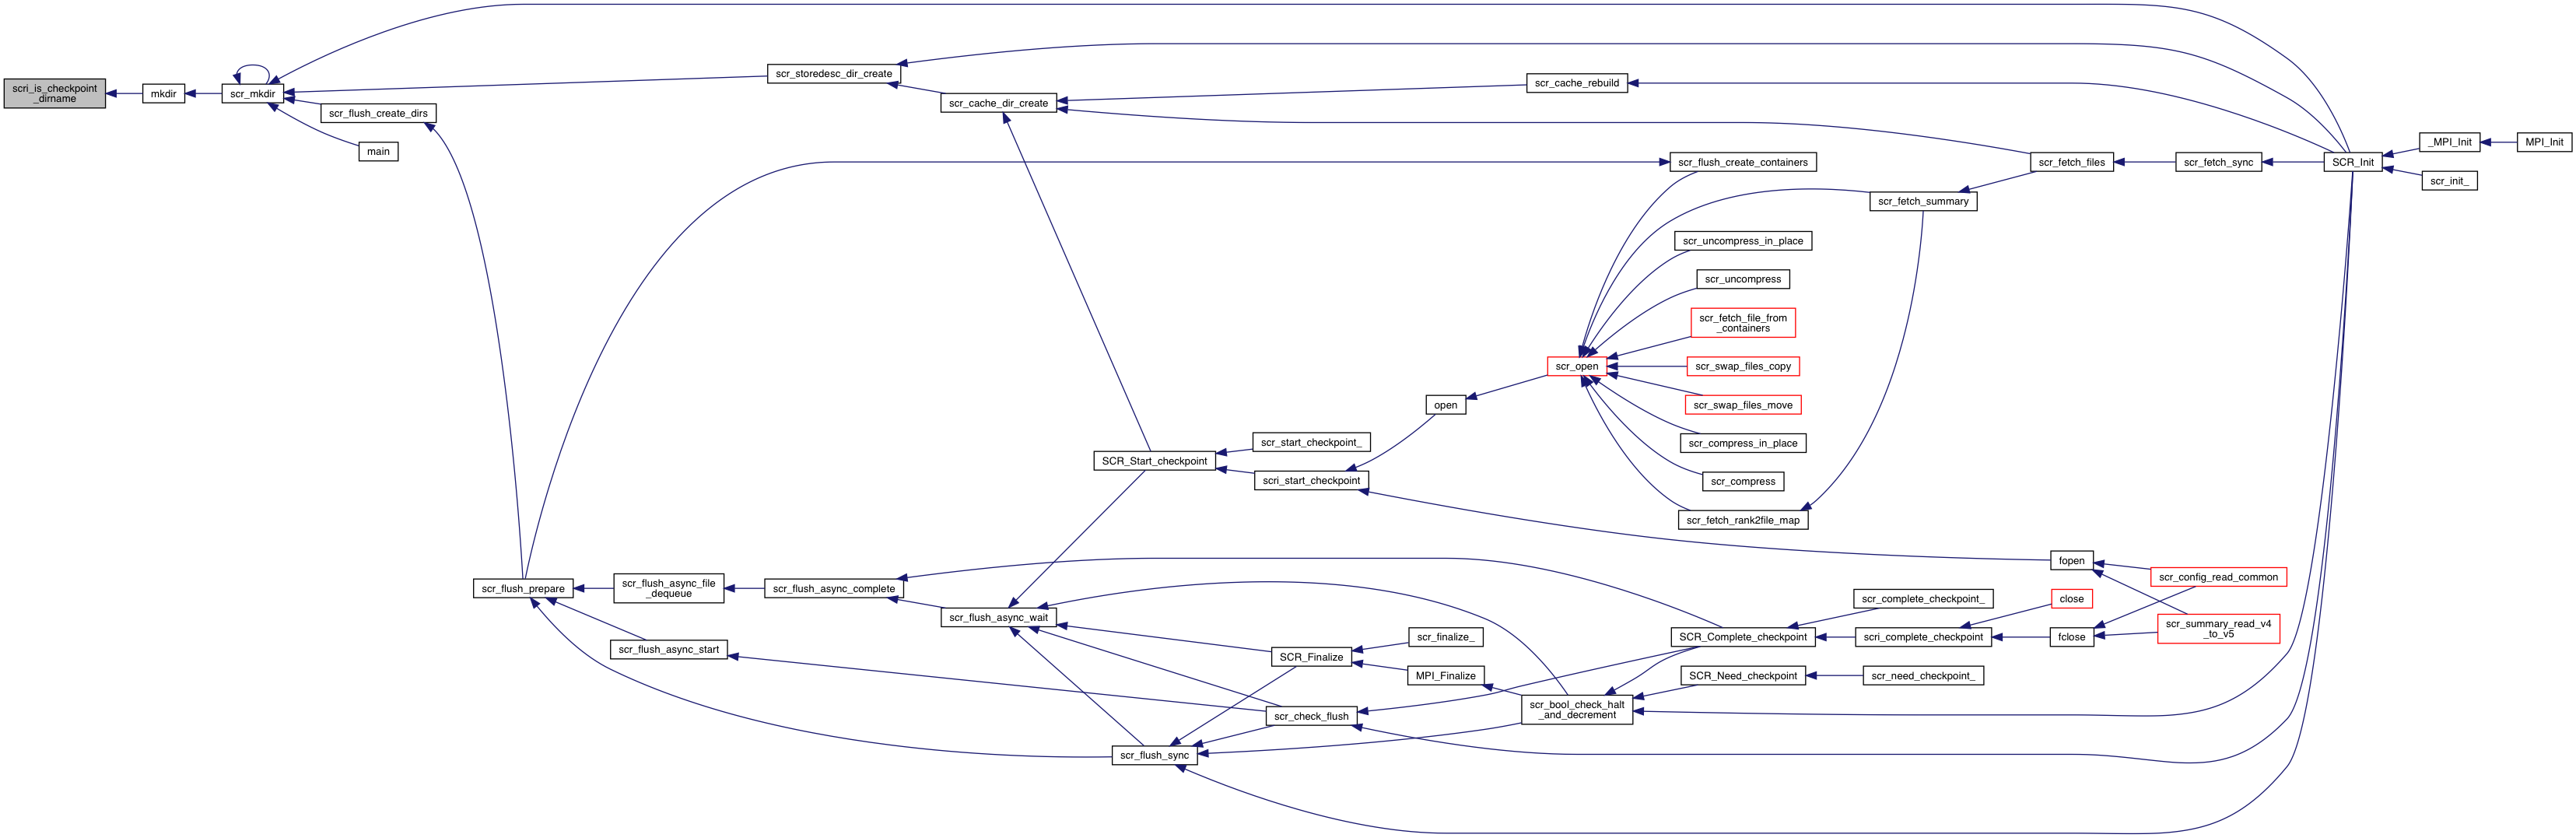 scri_is_checkpoint
_dirname
mkdir
scr_mkdir
scr_flush_create_dirs
main
scr_storedesc_dir_create
scr_cache_dir_create
scr_cache_rebuild
scr_flush_create_containers
scr_fetch_files
scr_fetch_sync
SCR_Init
_MPI_Init
MPI_Init
scr_init_
scr_fetch_summary
scr_uncompress_in_place
scr_uncompress
scr_fetch_file_from
_containers
scr_open
scr_swap_files_copy
scr_swap_files_move
open
scr_compress_in_place
scr_start_checkpoint_
SCR_Start_checkpoint
scri_start_checkpoint
scr_compress
scr_fetch_rank2file_map
fopen
scr_config_read_common
scr_flush_prepare
scr_flush_async_file
_dequeue
scr_flush_async_complete
scr_flush_async_wait
scr_complete_checkpoint_
close
scr_summary_read_v4
_to_v5
scr_finalize_
SCR_Complete_checkpoint
scri_complete_checkpoint
fclose
scr_flush_async_start
SCR_Finalize
MPI_Finalize
SCR_Need_checkpoint
scr_need_checkpoint_
scr_bool_check_halt
_and_decrement
scr_check_flush
scr_flush_sync